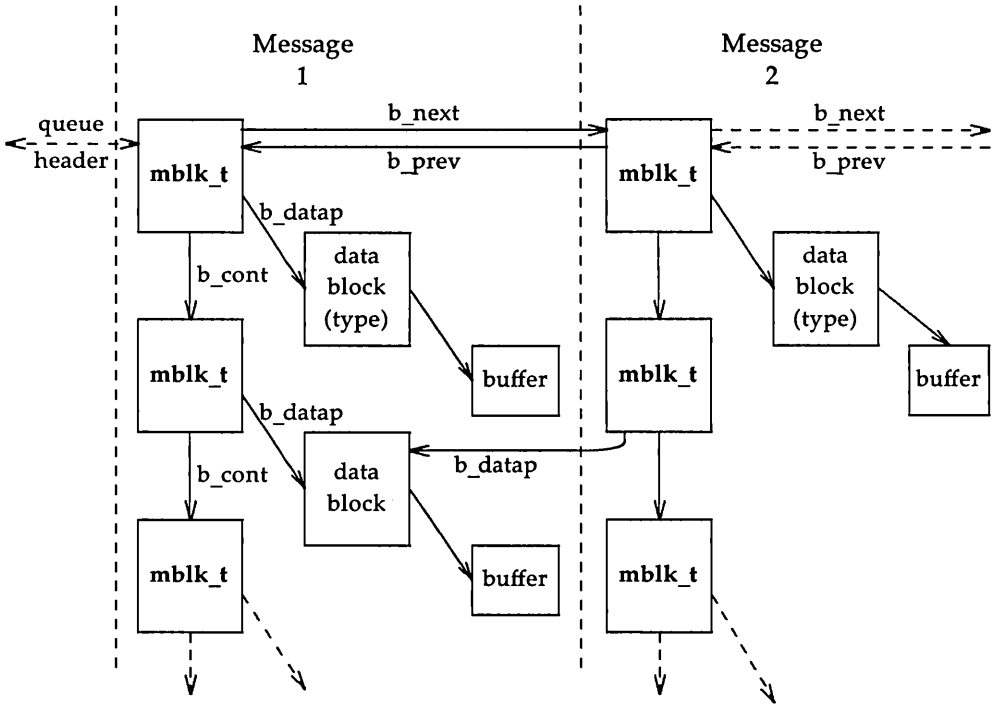 Message
1
Message
2
queue
header
b_next
b_prev
b_next
b_prev
mblk_t
mblk_t
b_datap
b_cont
data
block
(type)
data
block
(type)
buffer
buffer
mblk_t
mblk_t
b_datap
b_cont
data
block
b_datap
buffer
mblk_t
mblk_t